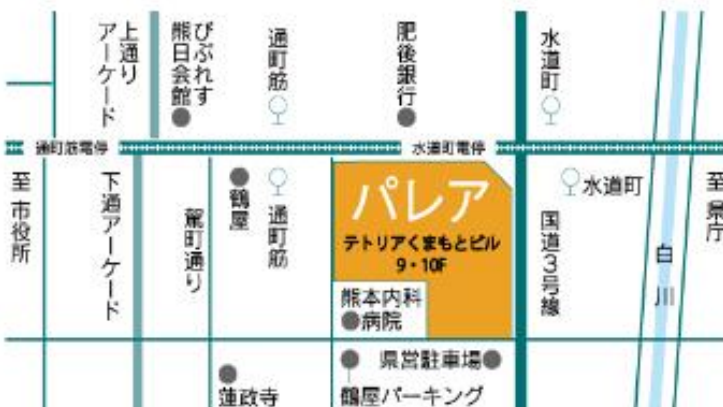 上通り
アーケード
びぷれす
熊日会館
通町筋
肥後銀行
水道町
通町筋電停
水道町電停
至 市役所
下通アーケード
駕町通り
鶴屋
通町筋
パレア
テトリアくまもとビル
9・10F
熊本内科
病院
国道3号線
水道町
白川
至 県庁
蓮政寺
県営駐車場
鶴屋パーキング